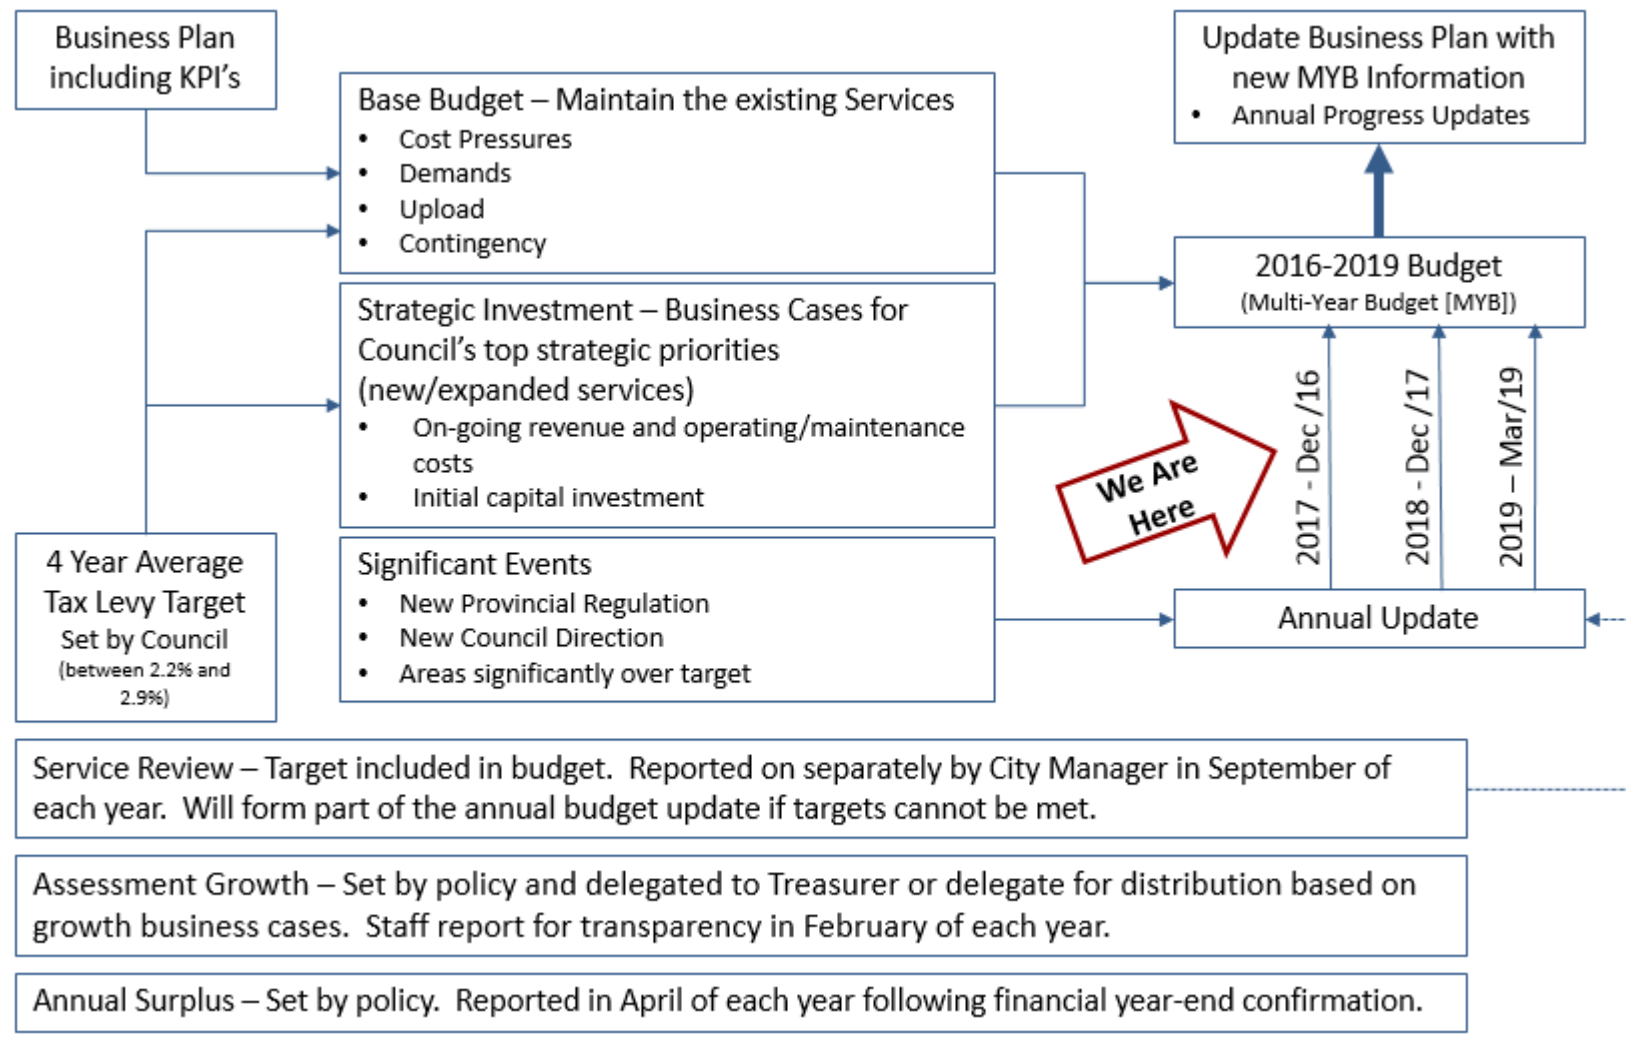 Business Plan
including KPI's
Update Business Plan with
new MYB Information
• Annual Progress Updates
Base Budget – Maintain the existing Services
• Cost Pressures
• Demands
• Upload
• Contingency
2016-2019 Budget
(Multi-Year Budget [MYB])
Strategic Investment – Business Cases for
Council's top strategic priorities
(new/expanded services)
• On-going revenue and operating/maintenance
costs
• Initial capital investment
We Are
Here
2017 - Dec /16
2018 - Dec /17
2019 – Mar/19
4 Year Average
Tax Levy Target
Set by Council
(between 2.2% and
2.9%)
Significant Events
• New Provincial Regulation
• New Council Direction
• Areas significantly over target
Annual Update
Service Review – Target included in budget.  Reported on separately by City Manager in September of
each year.  Will form part of the annual budget update if targets cannot be met.
Assessment Growth – Set by policy and delegated to Treasurer or delegate for distribution based on
growth business cases.  Staff report for transparency in February of each year.
Annual Surplus – Set by policy.  Reported in April of each year following financial year-end confirmation.